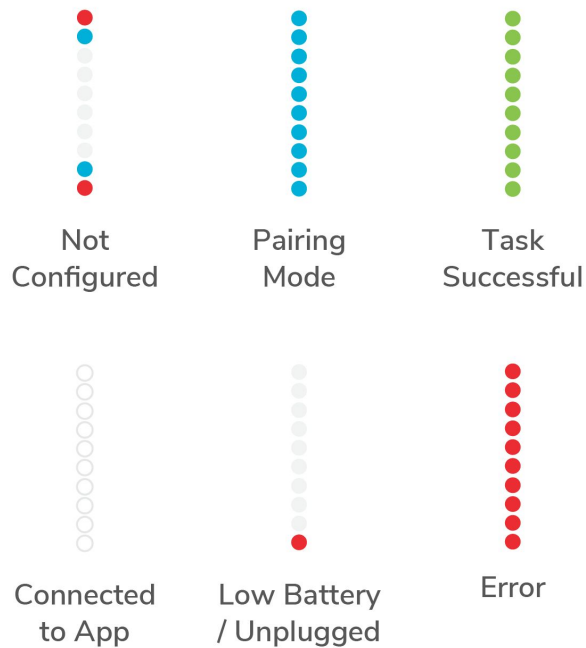 Not
Configured
Pairing
Mode
Task
Successful
Connected
to App
Low Battery
/ Unplugged
Error